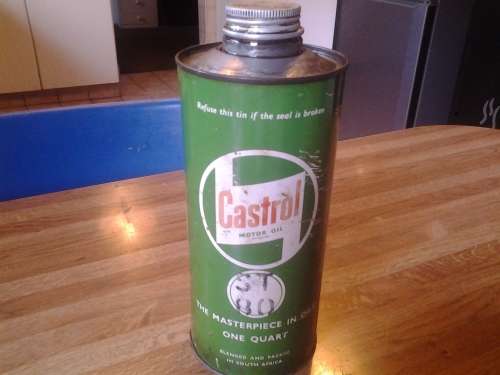 Refuse this tin if the seal is broken
Castrol
MOTOR OIL
ST
80
THE MASTERPIECE IN OILS
ONE QUART
BLENDED AND PACKED
IN SOUTH AFRICA